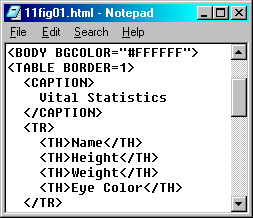 11fig01.html - Notepad
File Edit Search Help
<BODY BGCOLOR="#FFFFFF">
<TABLE BORDER=1>
<CAPTION>
Vital Statistics
</CAPTION>
<TR>
<TH>Name</TH>
<TH>Height</TH>
<TH>Weight</TH>
<TH>Eye Color</TH>
</TR>